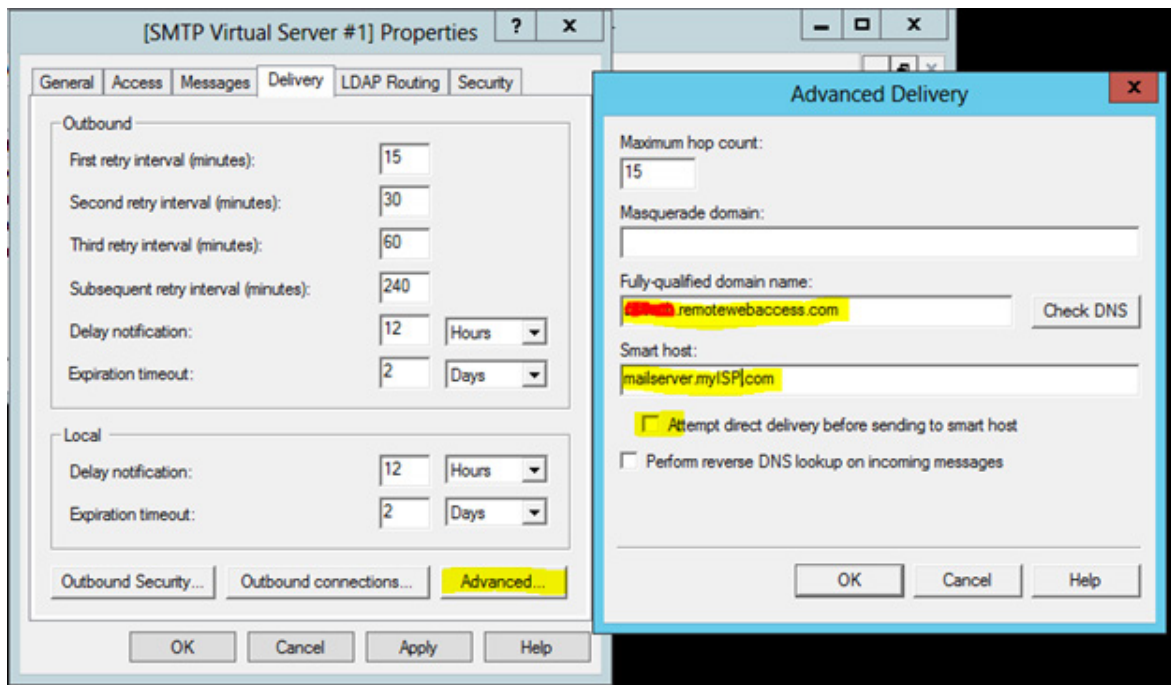 [SMTP Virtual Server #1] Properties
? x
General Access Messages Delivery LDAP Routing Security
Outbound
First retry interval (minutes): 15
Second retry interval (minutes): 30
Third retry interval (minutes): 60
Subsequent retry interval (minutes): 240
Delay notification: 12 Hours
Expiration timeout: 2 Days
Local
Delay notification: 12 Hours
Expiration timeout: 2 Days
Outbound Security... Outbound connections... Advanced...
OK Cancel Apply Help
Advanced Delivery
x
Maximum hop count:
15
Masquerade domain:
Fully-qualified domain name:
.remotewebaccess.com Check DNS
Smart host:
mailserver.myISP.com
Attempt direct delivery before sending to smart host
Perform reverse DNS lookup on incoming messages
OK Cancel Help